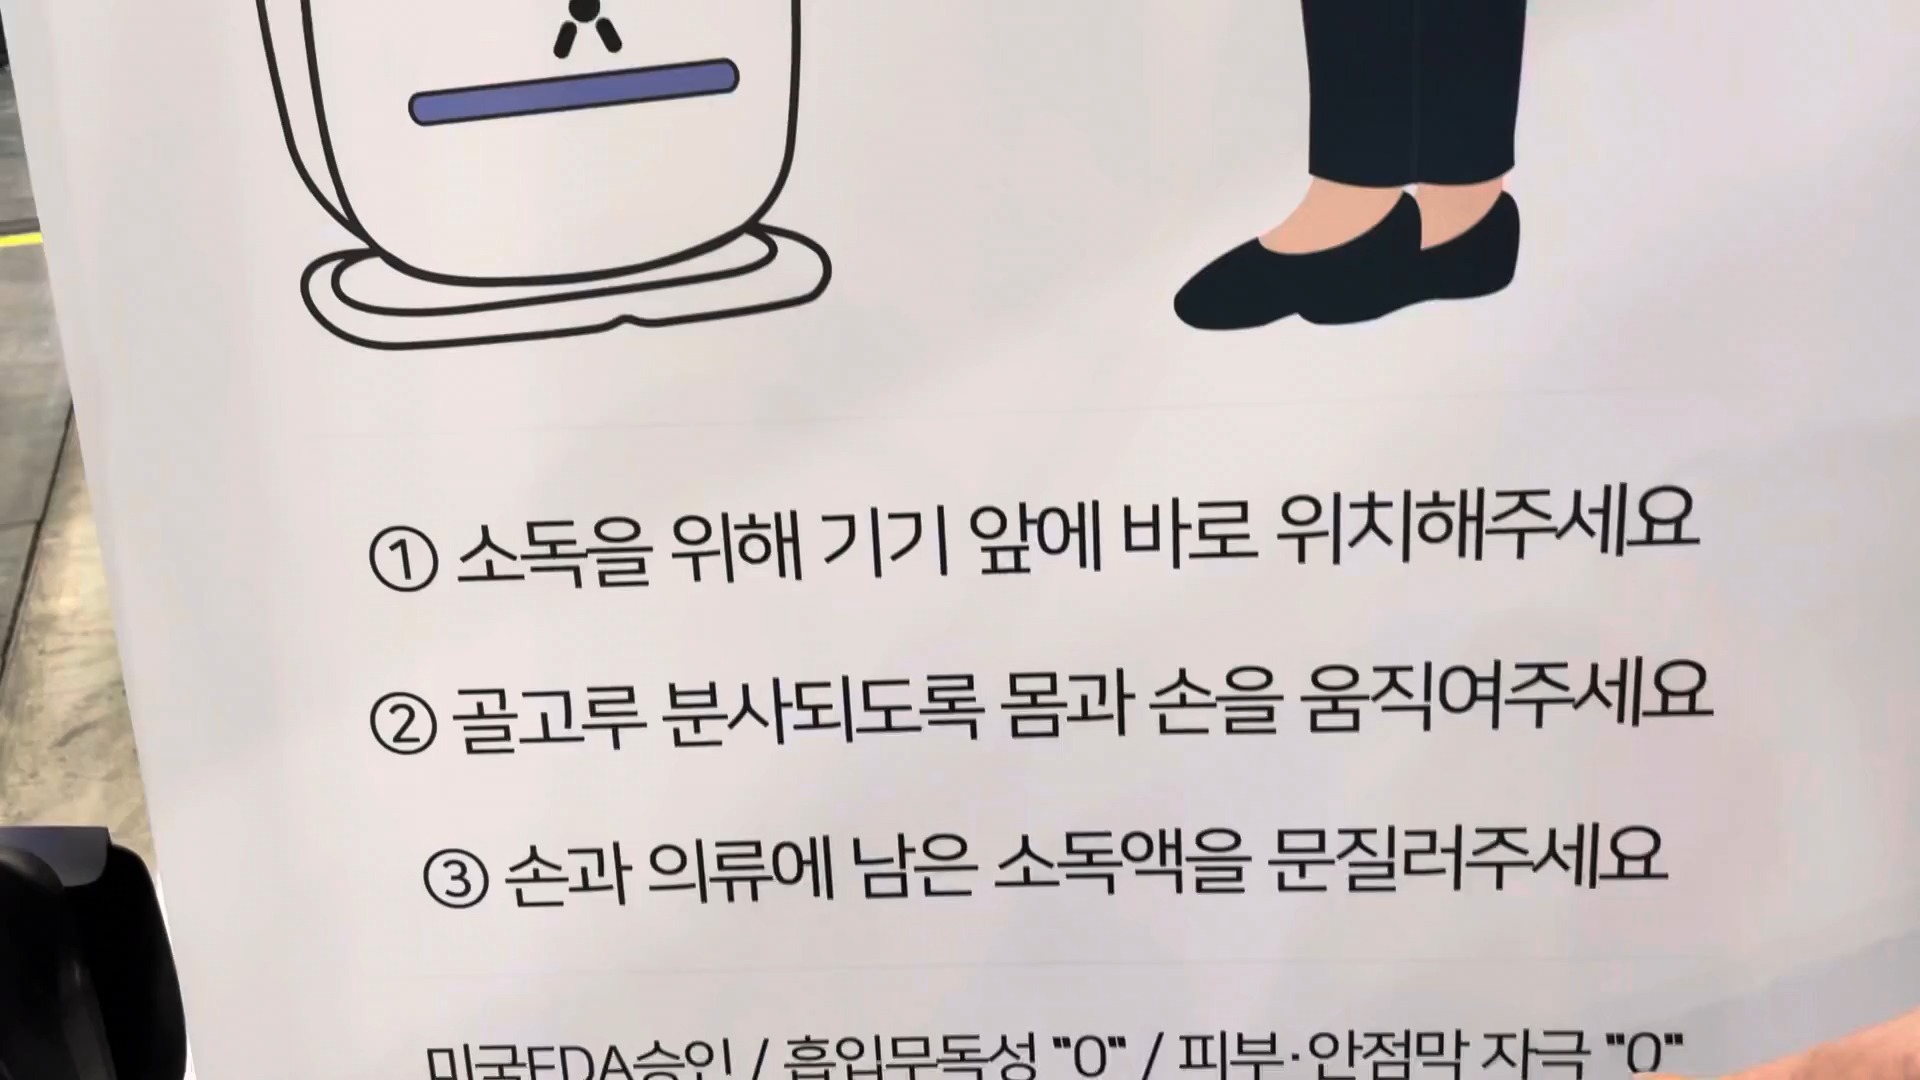 ① 소독을 위해 기기 앞에 바로 위치해주세요
② 골고루 분사되도록 몸과 손을 움직여주세요
③ 손과 의류에 남은 소독액을 문질러주세요
미국FDA승인 / 흡입무독성 "0" / 피부·안점막 자극 "0"